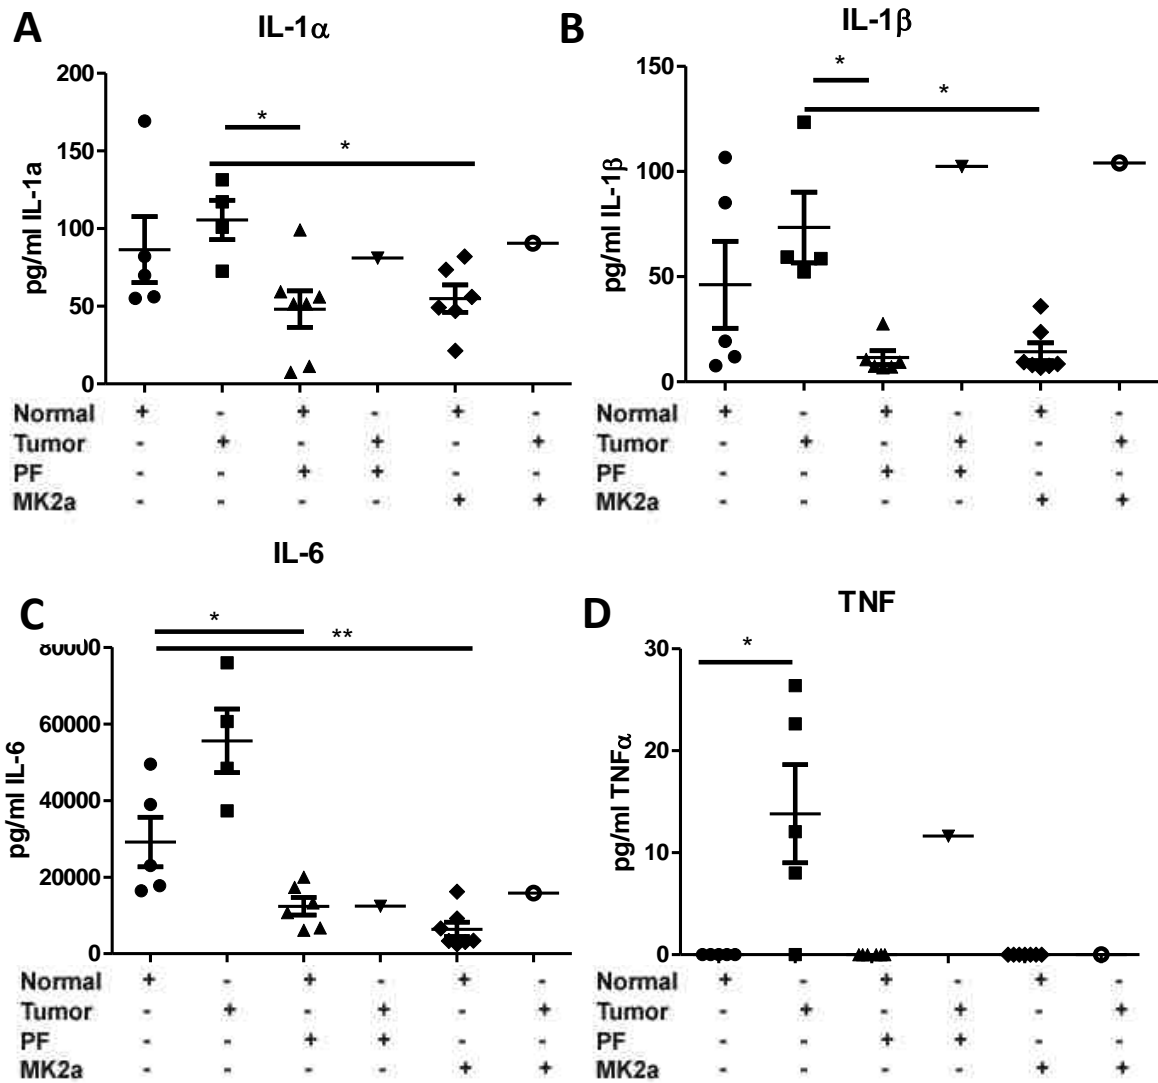 A
IL-1α
pg/ml IL-1a
200
150
100
50
0
*
*
Normal + - + - + -
Tumor - + - + - +
PF - - + + - -
MK2a - - - - + +
B
IL-1β
pg/ml IL-1β
150
100
50
0
*
*
Normal + - + - + -
Tumor - + - + - +
PF - - + + - -
MK2a - - - - + +
C
IL-6
pg/ml IL-6
80000
60000
40000
20000
0
*
**
Normal + - + - + -
Tumor - + - + - +
PF - - + + - -
MK2a - - - - + +
D
TNF
pg/ml TNFα
30
20
10
0
*
Normal + - + - + -
Tumor - + - + - +
PF - - + + - -
MK2a - - - - + +